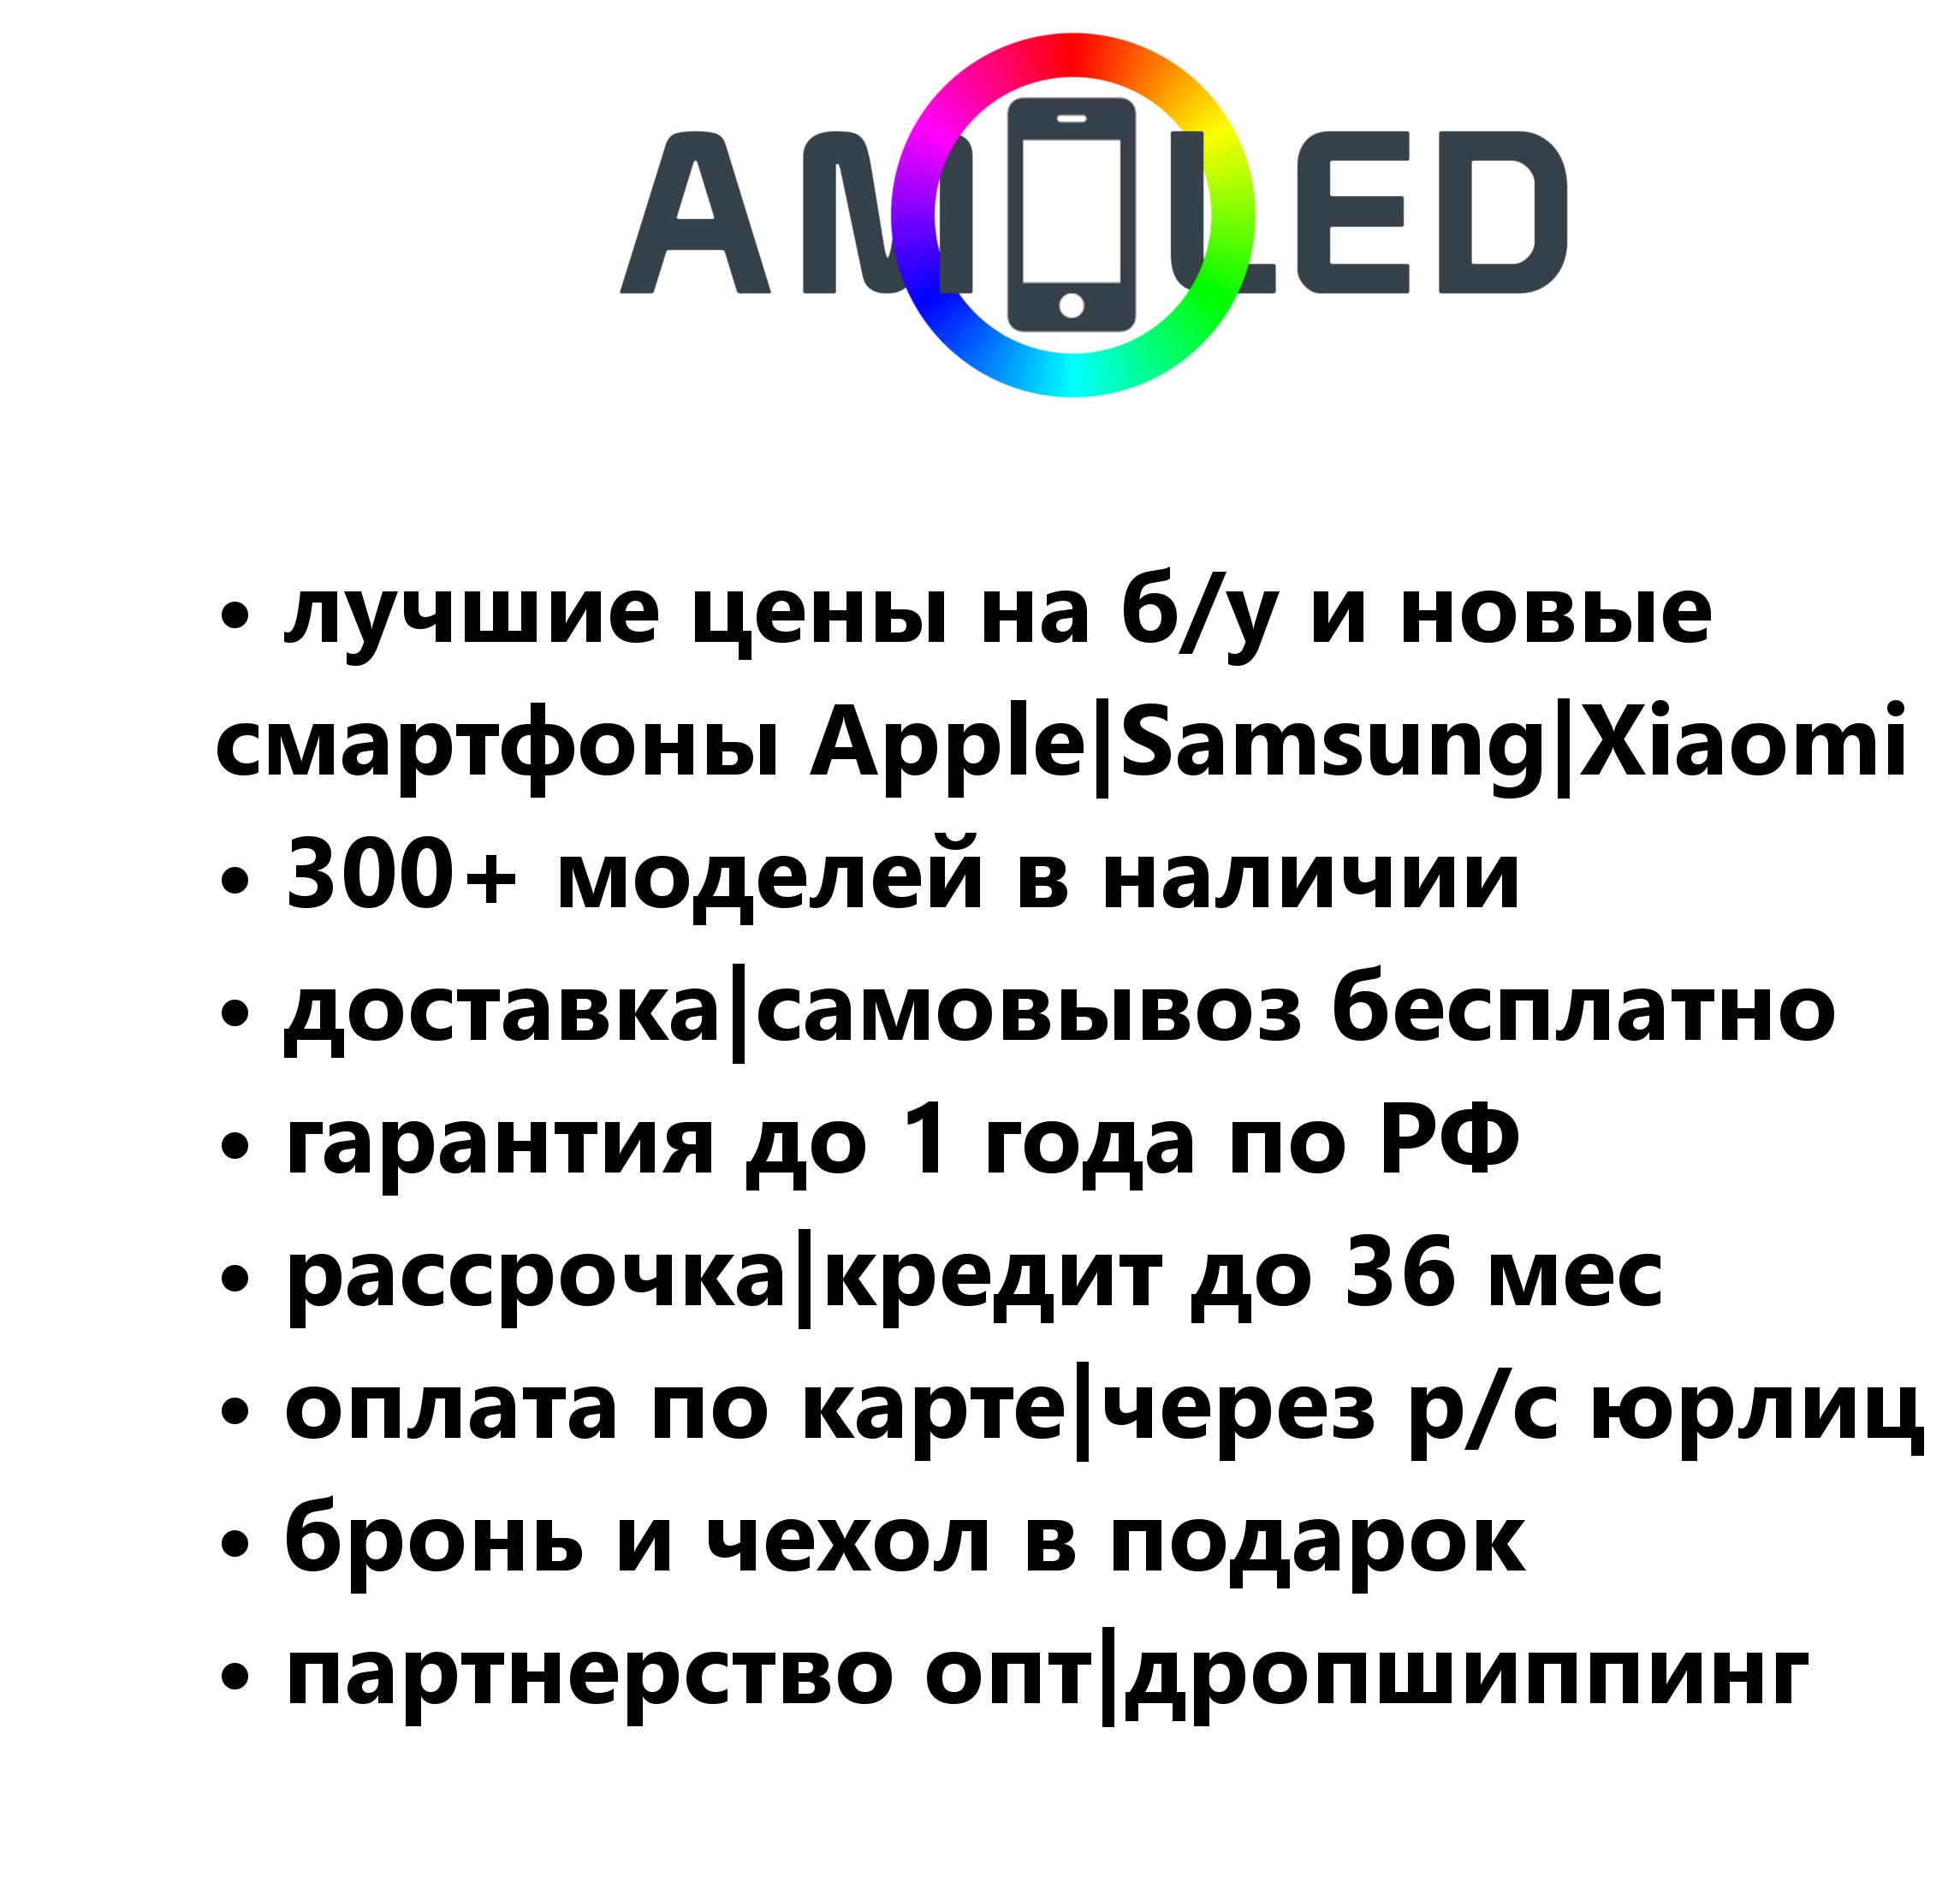 AMOLED
• лучшие цены на б/у и новые
смартфоны Apple|Samsung|Xiaomi
• 300+ моделей в наличии
• доставка|самовывоз бесплатно
• гарантия до 1 года по РФ
• рассрочка|кредит до 36 мес
• оплата по карте|через р/с юрлиц
• бронь и чехол в подарок
• партнерство опт|дропшиппинг